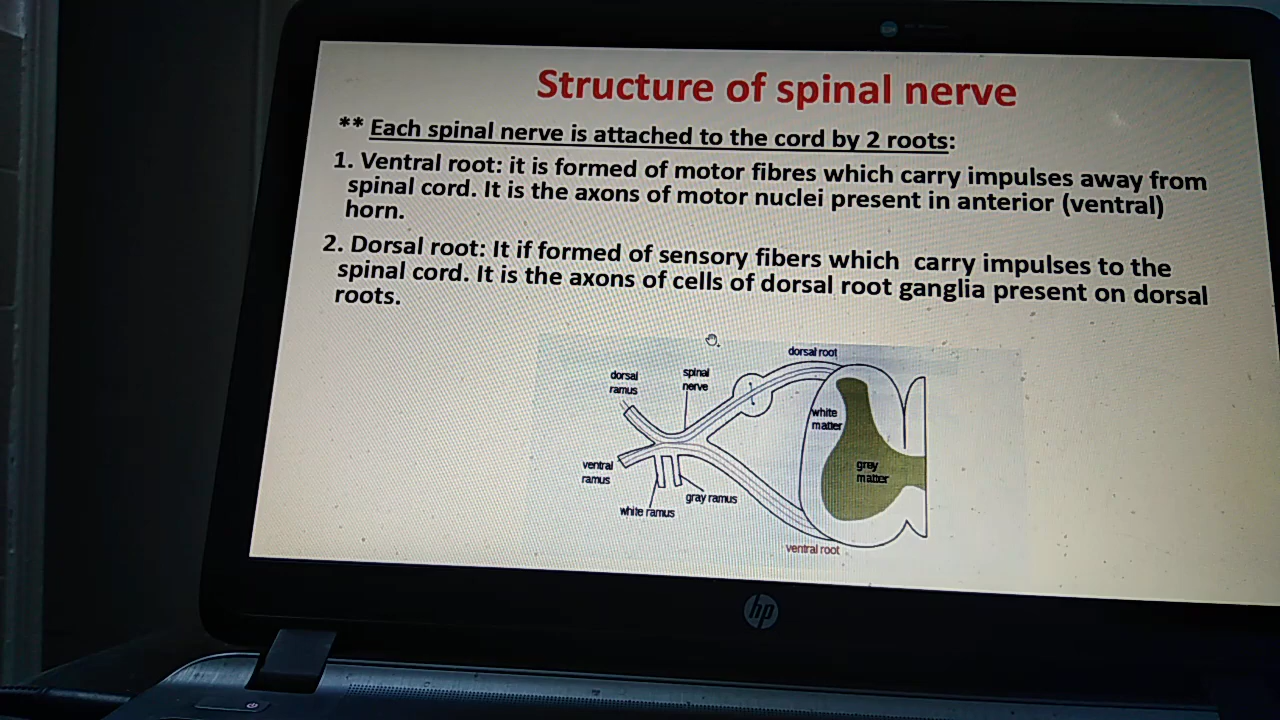 Structure of spinal nerve
** Each spinal nerve is attached to the cord by 2 roots:
1. Ventral root: it is formed of motor fibres which carry impulses away from
spinal cord. It is the axons of motor nuclei present in anterior (ventral)
horn.
2. Dorsal root: It if formed of sensory fibers which carry impulses to the
spinal cord. It is the axons of cells of dorsal root ganglia present on dorsal
roots.
dorsal root
dorsal
ramus
spinal
nerve
white
matter
grey
matter
ventral
ramus
gray ramus
white ramus
ventral root
hp